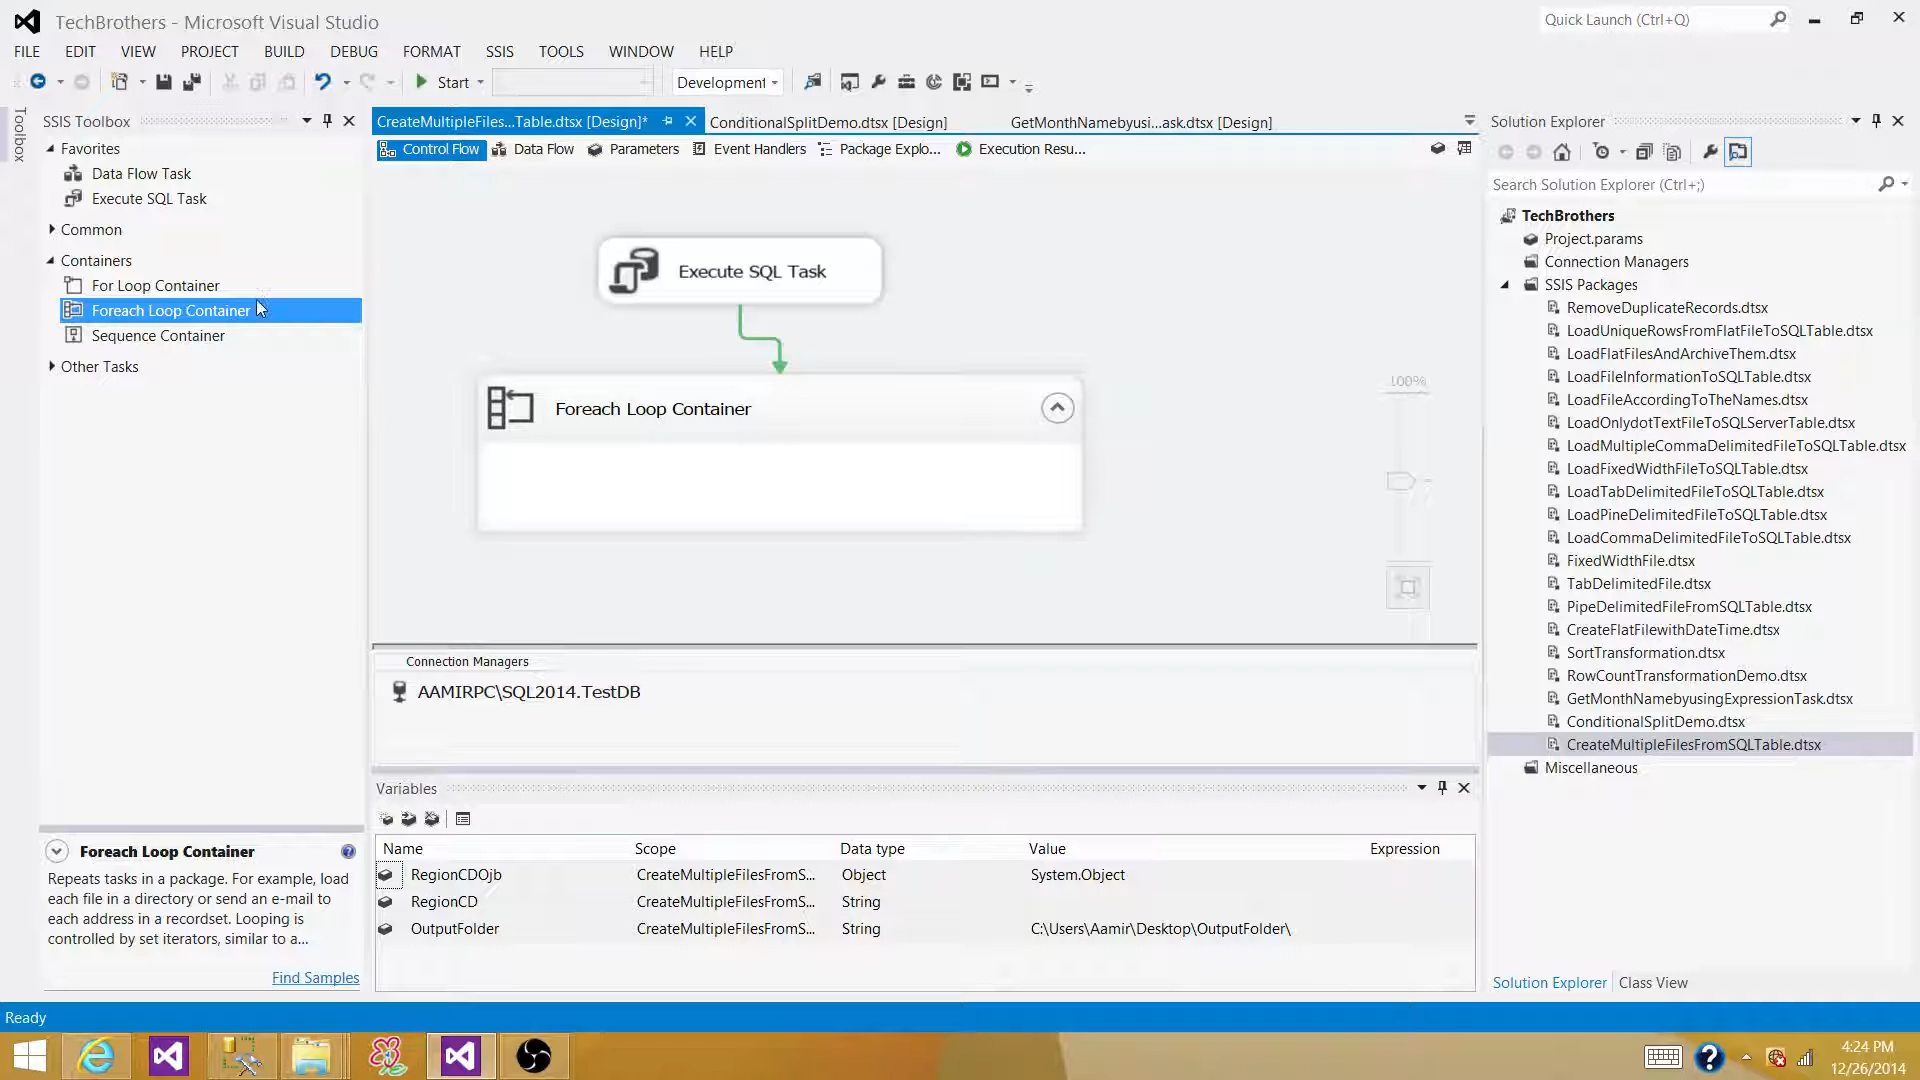 TechBrothers - Microsoft Visual Studio
Quick Launch (Ctrl+Q)
FILE EDIT VIEW PROJECT BUILD DEBUG FORMAT SSIS TOOLS WINDOW HELP
Start
Development
Toolbox
SSIS Toolbox
Favorites
Data Flow Task
Execute SQL Task
Common
Containers
For Loop Container
Foreach Loop Container
Sequence Container
Other Tasks
Foreach Loop Container
Repeats tasks in a package. For example, load
each file in a directory or send an e-mail to
each address in a recordset. Looping is
controlled by set iterators, similar to a...
Find Samples
CreateMultipleFiles...Table.dtsx [Design]*
ConditionalSplitDemo.dtsx [Design]
GetMonthNamebyusi...ask.dtsx [Design]
Control Flow
Data Flow
Parameters
Event Handlers
Package Explo...
Execution Resu...
Execute SQL Task
Foreach Loop Container
100%
Connection Managers
AAMIRPC\SQL2014.TestDB
Variables
Name Scope Data type Value Expression
RegionCDOjb CreateMultipleFilesFromS... Object System.Object
RegionCD CreateMultipleFilesFromS... String
OutputFolder CreateMultipleFilesFromS... String C:\Users\Aamir\Desktop\OutputFolder\
Solution Explorer
Search Solution Explorer (Ctrl+;)
TechBrothers
Project.params
Connection Managers
SSIS Packages
RemoveDuplicateRecords.dtsx
LoadUniqueRowsFromFlatFileToSQLTable.dtsx
LoadFlatFilesAndArchiveThem.dtsx
LoadFileInformationToSQLTable.dtsx
LoadFileAccordingToTheNames.dtsx
LoadOnlydotTextFileToSQLServerTable.dtsx
LoadMultipleCommaDelimitedFileToSQLTable.dtsx
LoadFixedWidthFileToSQLTable.dtsx
LoadTabDelimitedFileToSQLTable.dtsx
LoadPineDelimitedFileToSQLTable.dtsx
LoadCommaDelimitedFileToSQLTable.dtsx
FixedWidthFile.dtsx
TabDelimitedFile.dtsx
PipeDelimitedFileFromSQLTable.dtsx
CreateFlatFilewithDateTime.dtsx
SortTransformation.dtsx
RowCountTransformationDemo.dtsx
GetMonthNamebyusingExpressionTask.dtsx
ConditionalSplitDemo.dtsx
CreateMultipleFilesFromSQLTable.dtsx
Miscellaneous
Solution Explorer Class View
Ready
4:24 PM
12/26/2014